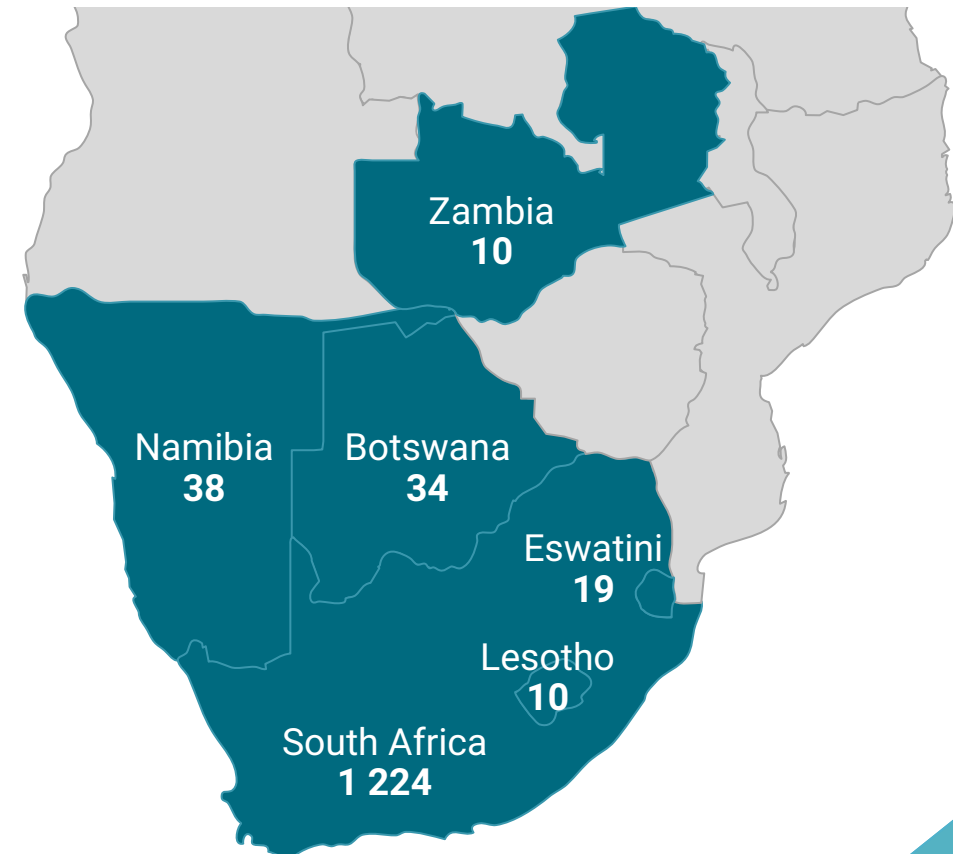 Zambia
10
Namibia
38
Botswana
34
Eswatini
19
Lesotho
10
South Africa
1 224